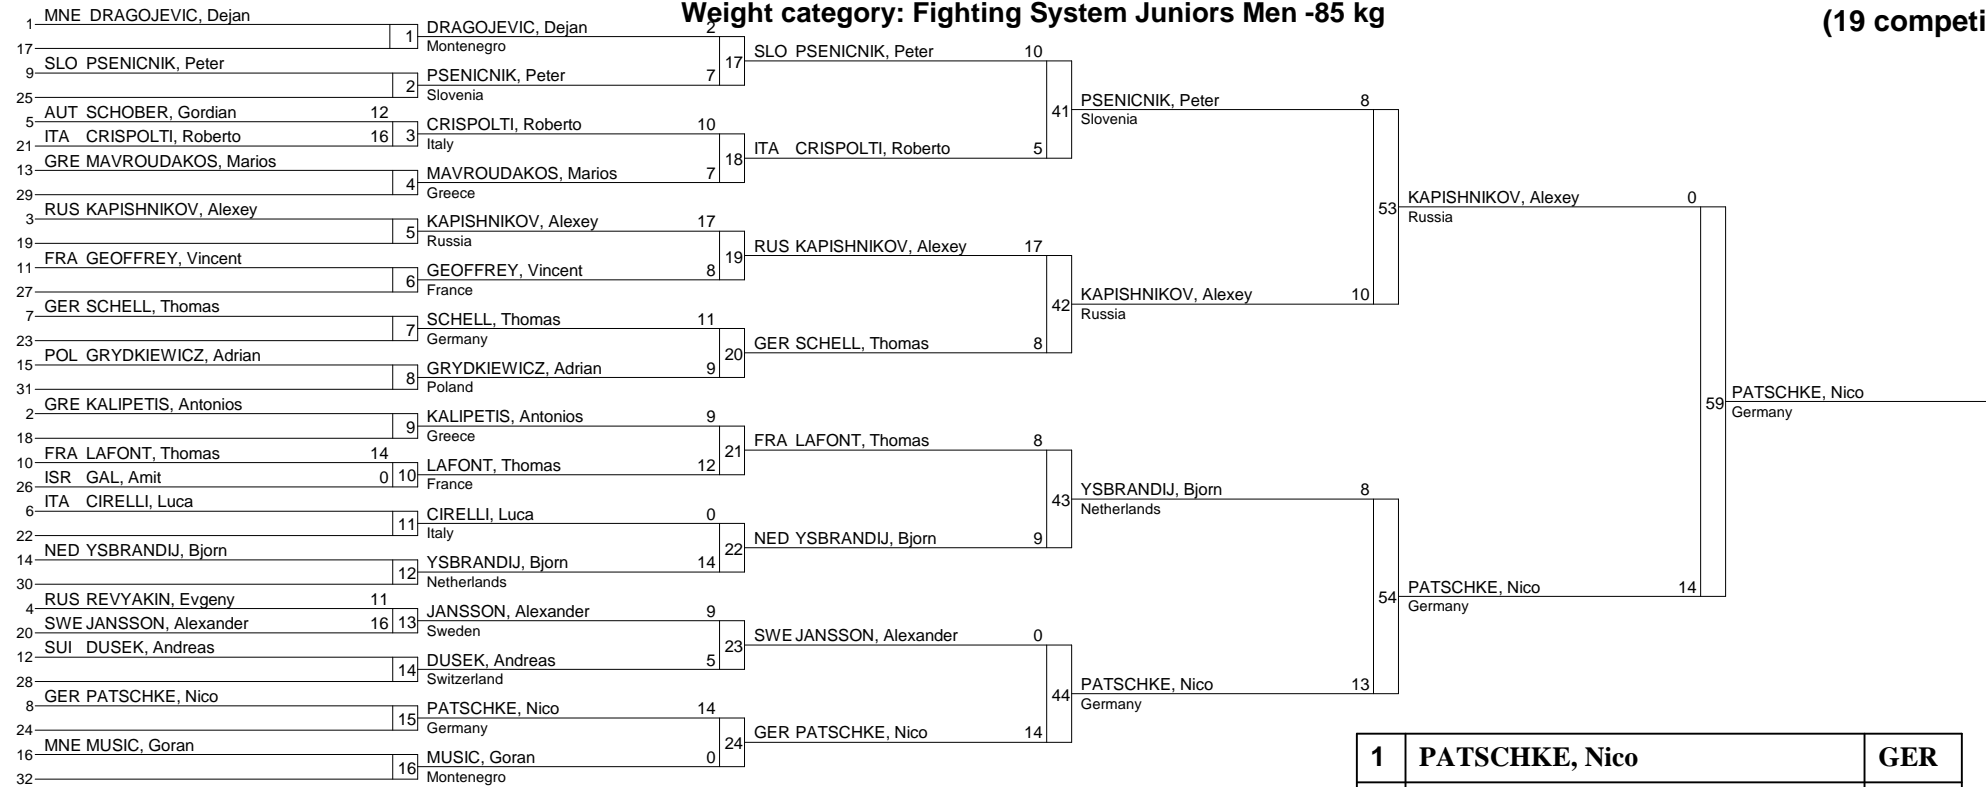 Weight category: Fighting System Juniors Men -85 kg
(19 competi
1 MNE DRAGOJEVIC, Dejan
17
1
9 SLO PSENICNIK, Peter
25
2
5 AUT SCHOBER, Gordian 12
21 ITA CRISPOLTI, Roberto 16
3
13 GRE MAVROUDAKOS, Marios
29
4
3 RUS KAPISHNIKOV, Alexey
19
5
11 FRA GEOFFREY, Vincent
27
6
7 GER SCHELL, Thomas
23
7
15 POL GRYDKIEWICZ, Adrian
31
8
2 GRE KALIPETIS, Antonios
18
9
10 FRA LAFONT, Thomas 14
26 ISR GAL, Amit 0
10
6 ITA CIRELLI, Luca
22
11
14 NED YSBRANDIJ, Bjorn
30
12
4 RUS REVYAKIN, Evgeny 11
20 SWE JANSSON, Alexander 16
13
12 SUI DUSEK, Andreas
28
14
8 GER PATSCHKE, Nico
24
15
16 MNE MUSIC, Goran
32
16
DRAGOJEVIC, Dejan 2
Montenegro
17
PSENICNIK, Peter 7
Slovenia
CRISPOLTI, Roberto 10
Italy
18
MAVROUDAKOS, Marios 7
Greece
KAPISHNIKOV, Alexey 17
Russia
19
GEOFFREY, Vincent 8
France
SCHELL, Thomas 11
Germany
20
GRYDKIEWICZ, Adrian 9
Poland
KALIPETIS, Antonios 9
Greece
21
LAFONT, Thomas 12
France
CIRELLI, Luca 0
Italy
22
YSBRANDIJ, Bjorn 14
Netherlands
JANSSON, Alexander 9
Sweden
23
DUSEK, Andreas 5
Switzerland
PATSCHKE, Nico 14
Germany
24
MUSIC, Goran 0
Montenegro
SLO PSENICNIK, Peter 10
41
ITA CRISPOLTI, Roberto 5
RUS KAPISHNIKOV, Alexey 17
42
GER SCHELL, Thomas 8
FRA LAFONT, Thomas 8
43
NED YSBRANDIJ, Bjorn 9
SWE JANSSON, Alexander 0
44
GER PATSCHKE, Nico 14
PSENICNIK, Peter 8
Slovenia
53
KAPISHNIKOV, Alexey 10
Russia
YSBRANDIJ, Bjorn 8
Netherlands
54
PATSCHKE, Nico 13
Germany
KAPISHNIKOV, Alexey 0
Russia
59
PATSCHKE, Nico 14
Germany
PATSCHKE, Nico
Germany
1 PATSCHKE, Nico GER